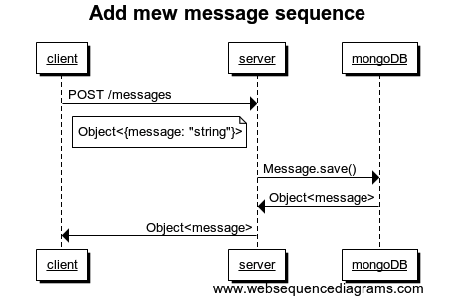 Add mew message sequence
client server mongoDB
POST /messages
Object<{message: "string"}>
Message.save()
Object<message>
Object<message>
client server mongoDB
www.websequencediagrams.com